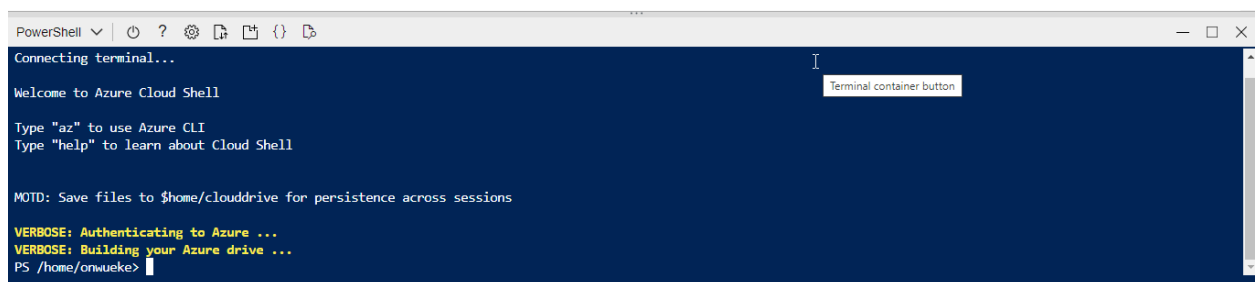 PowerShell
?
{}
Connecting terminal...
Terminal container button
Welcome to Azure Cloud Shell
Type "az" to use Azure CLI
Type "help" to learn about Cloud Shell
MOTD: Save files to $home/clouddrive for persistence across sessions
VERBOSE: Authenticating to Azure ...
VERBOSE: Building your Azure drive ...
PS /home/onwueke>